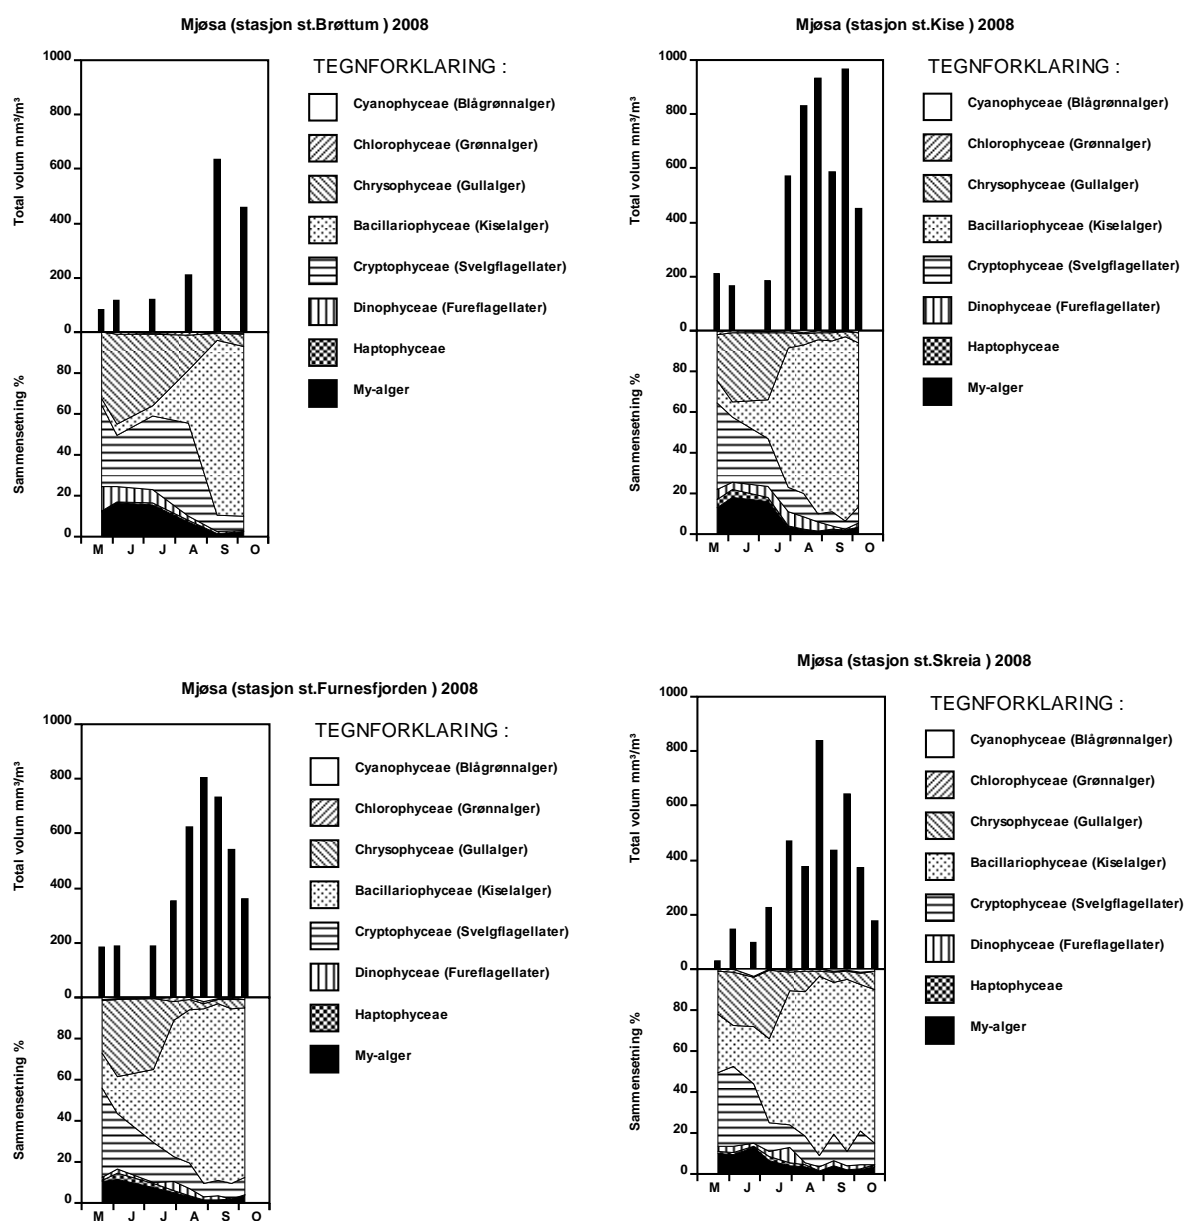 Mjøsa (stasjon st.Brøttum ) 2008
Total volum mm³/m³
1000
800
600
400
200
0
Sammensetning %
80
60
40
20
0
M J J A S O
TEGNFORKLARING :
Cyanophyceae (Blågrønnalger)
Chlorophyceae (Grønnalger)
Chrysophyceae (Gullalger)
Bacillariophyceae (Kiselalger)
Cryptophyceae (Svelgflagellater)
Dinophyceae (Fureflagellater)
Haptophyceae
My-alger
Mjøsa (stasjon st.Kise ) 2008
Total volum mm³/m³
1000
800
600
400
200
0
Sammensetning %
80
60
40
20
0
M J J A S O
TEGNFORKLARING :
Cyanophyceae (Blågrønnalger)
Chlorophyceae (Grønnalger)
Chrysophyceae (Gullalger)
Bacillariophyceae (Kiselalger)
Cryptophyceae (Svelgflagellater)
Dinophyceae (Fureflagellater)
Haptophyceae
My-alger
Mjøsa (stasjon st.Furnesfjorden ) 2008
Total volum mm³/m³
1000
800
600
400
200
0
Sammensetning %
80
60
40
20
0
M J J A S O
TEGNFORKLARING :
Cyanophyceae (Blågrønnalger)
Chlorophyceae (Grønnalger)
Chrysophyceae (Gullalger)
Bacillariophyceae (Kiselalger)
Cryptophyceae (Svelgflagellater)
Dinophyceae (Fureflagellater)
Haptophyceae
My-alger
Mjøsa (stasjon st.Skreia ) 2008
Total volum mm³/m³
1000
800
600
400
200
0
Sammensetning %
80
60
40
20
0
M J J A S O
TEGNFORKLARING :
Cyanophyceae (Blågrønnalger)
Chlorophyceae (Grønnalger)
Chrysophyceae (Gullalger)
Bacillariophyceae (Kiselalger)
Cryptophyceae (Svelgflagellater)
Dinophyceae (Fureflagellater)
Haptophyceae
My-alger